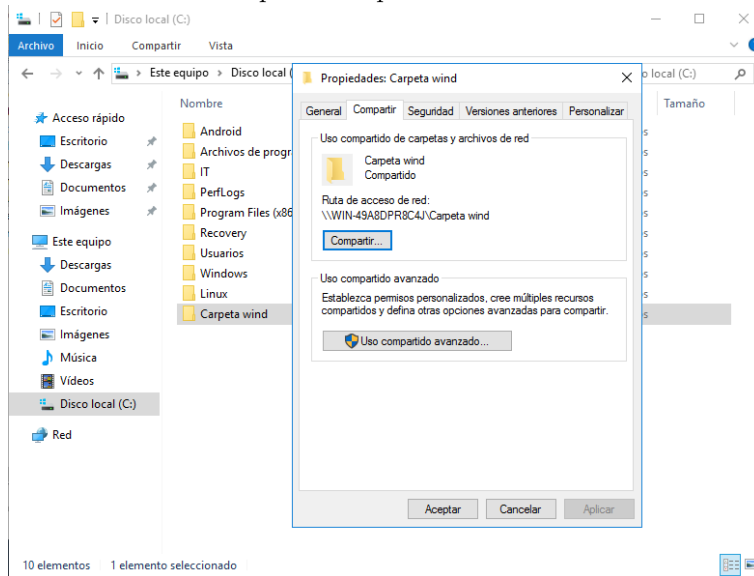 Disco local (C:)
Archivo Inicio Compartir Vista
Este equipo Disco local (
o local (C:)
Nombre
Tamaño
Acceso rápido
Escritorio
Descargas
Documentos
Imágenes
Este equipo
Descargas
Documentos
Escritorio
Imágenes
Música
Vídeos
Disco local (C:)
Red
Android
Archivos de progr
IT
PerfLogs
Program Files (x86
Recovery
Usuarios
Windows
Linux
Carpeta wind
Propiedades: Carpeta wind
General Compartir Seguridad Versiones anteriores Personalizar
Uso compartido de carpetas y archivos de red
Carpeta wind
Compartido
Ruta de acceso de red:
\\WIN-49A8DPR8C4J\Carpeta wind
Compartir...
Uso compartido avanzado
Establezca permisos personalizados, cree múltiples recursos
compartidos y defina otras opciones avanzadas para compartir.
Uso compartido avanzado...
Aceptar Cancelar Aplicar
10 elementos 1 elemento seleccionado